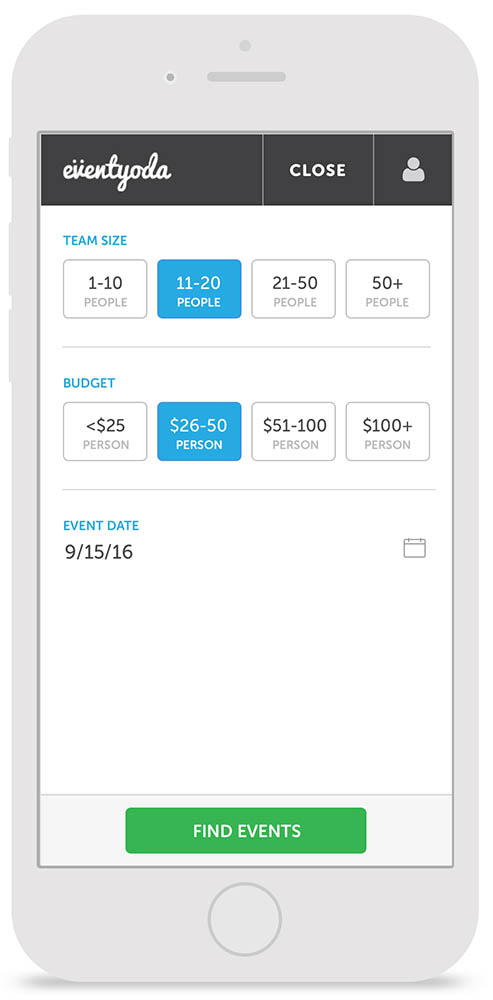 eventyoda
CLOSE
TEAM SIZE
1-10 11-20 21-50 50+
PEOPLE PEOPLE PEOPLE PEOPLE
BUDGET
<$25 $26-50 $51-100 $100+
PERSON PERSON PERSON PERSON
EVENT DATE
9/15/16
FIND EVENTS